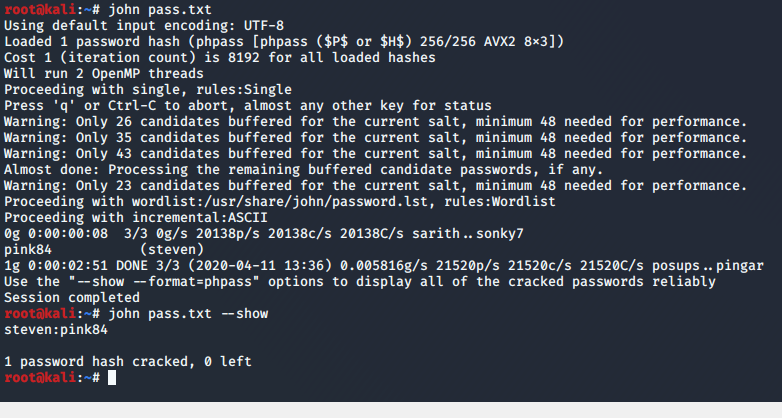 root@kali:~# john pass.txt
Using default input encoding: UTF-8
Loaded 1 password hash (phpass [phpass ($P$ or $H$) 256/256 AVX2 8×3])
Cost 1 (iteration count) is 8192 for all loaded hashes
Will run 2 OpenMP threads
Proceeding with single, rules:Single
Press 'q' or Ctrl-C to abort, almost any other key for status
Warning: Only 26 candidates buffered for the current salt, minimum 48 needed for performance.
Warning: Only 35 candidates buffered for the current salt, minimum 48 needed for performance.
Warning: Only 43 candidates buffered for the current salt, minimum 48 needed for performance.
Almost done: Processing the remaining buffered candidate passwords, if any.
Warning: Only 23 candidates buffered for the current salt, minimum 48 needed for performance.
Proceeding with wordlist:/usr/share/john/password.lst, rules:Wordlist
Proceeding with incremental:ASCII
0g 0:00:00:08  3/3 0g/s 20138p/s 20138c/s 20138C/s sarith..sonky7
pink84           (steven)
1g 0:00:02:51 DONE 3/3 (2020-04-11 13:36) 0.005816g/s 21520p/s 21520c/s 21520C/s posups..pingar
Use the "--show --format=phpass" options to display all of the cracked passwords reliably
Session completed
root@kali:~# john pass.txt --show
steven:pink84
1 password hash cracked, 0 left
root@kali:~#